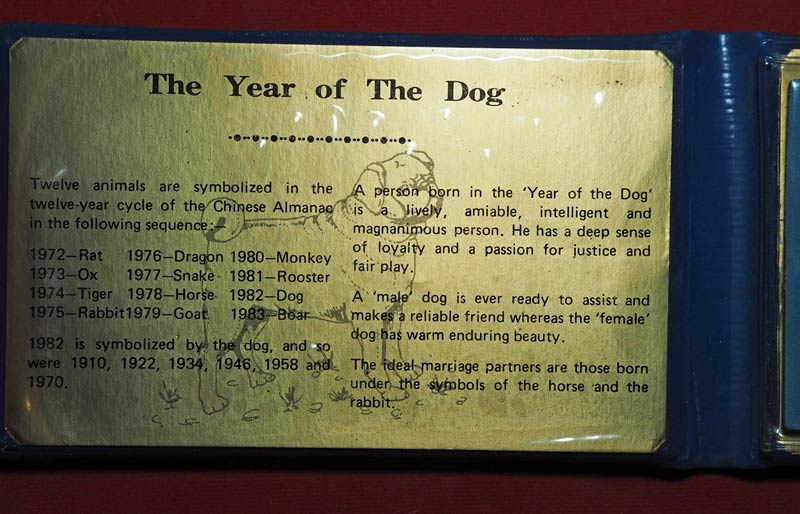 The Year of The Dog
Twelve animals are symbolized in the
twelve-year cycle of the Chinese Almanac
in the following sequence:—
1972—Rat 1976—Dragon 1980—Monkey
1973—Ox 1977—Snake 1981—Rooster
1974—Tiger 1978—Horse 1982—Dog
1975—Rabbit 1979—Goat 1983—Boar
1982 is symbolized by the dog, and so
were 1910, 1922, 1934, 1946, 1958 and
1970.
A person born in the 'Year of the Dog'
is a lively, amiable, intelligent and
magnanimous person. He has a deep sense
of loyalty and a passion for justice and
fair play.
A 'male' dog is ever ready to assist and
makes a reliable friend whereas the 'female'
dog has warm enduring beauty.
The ideal marriage partners are those born
under the symbols of the horse and the
rabbit.